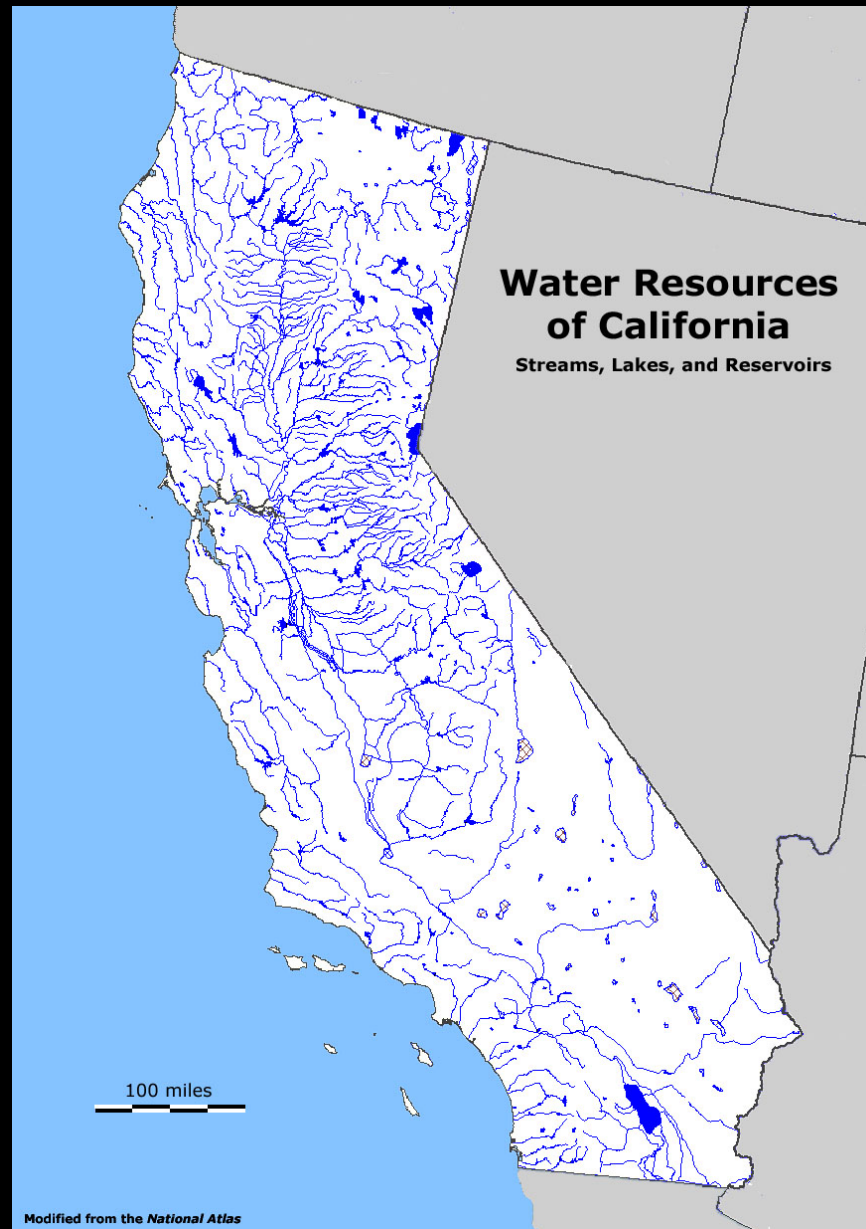 Water Resources
of California
Streams, Lakes, and Reservoirs
100 miles
Modified from the National Atlas